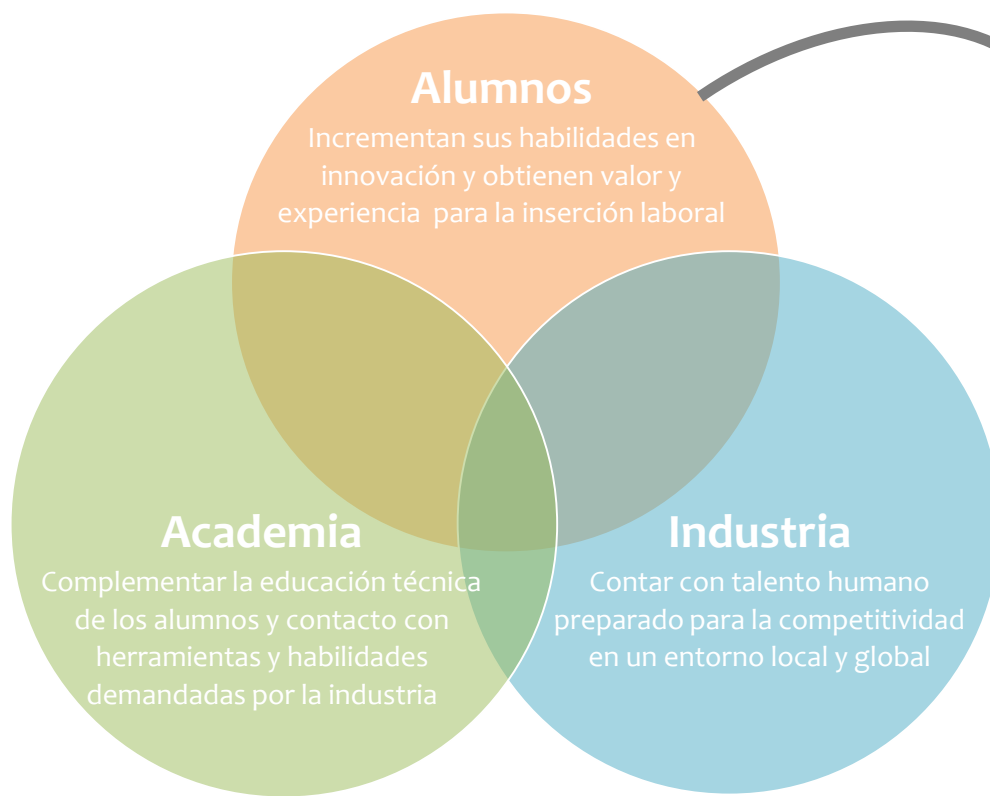 Alumnos
Incrementan sus habilidades en
innovación y obtienen valor y
experiencia para la inserción laboral
Academia
Complementar la educación técnica
de los alumnos y contacto con
herramientas y habilidades
demandadas por la industria
Industria
Contar con talento humano
preparado para la competitividad
en un entorno local y global